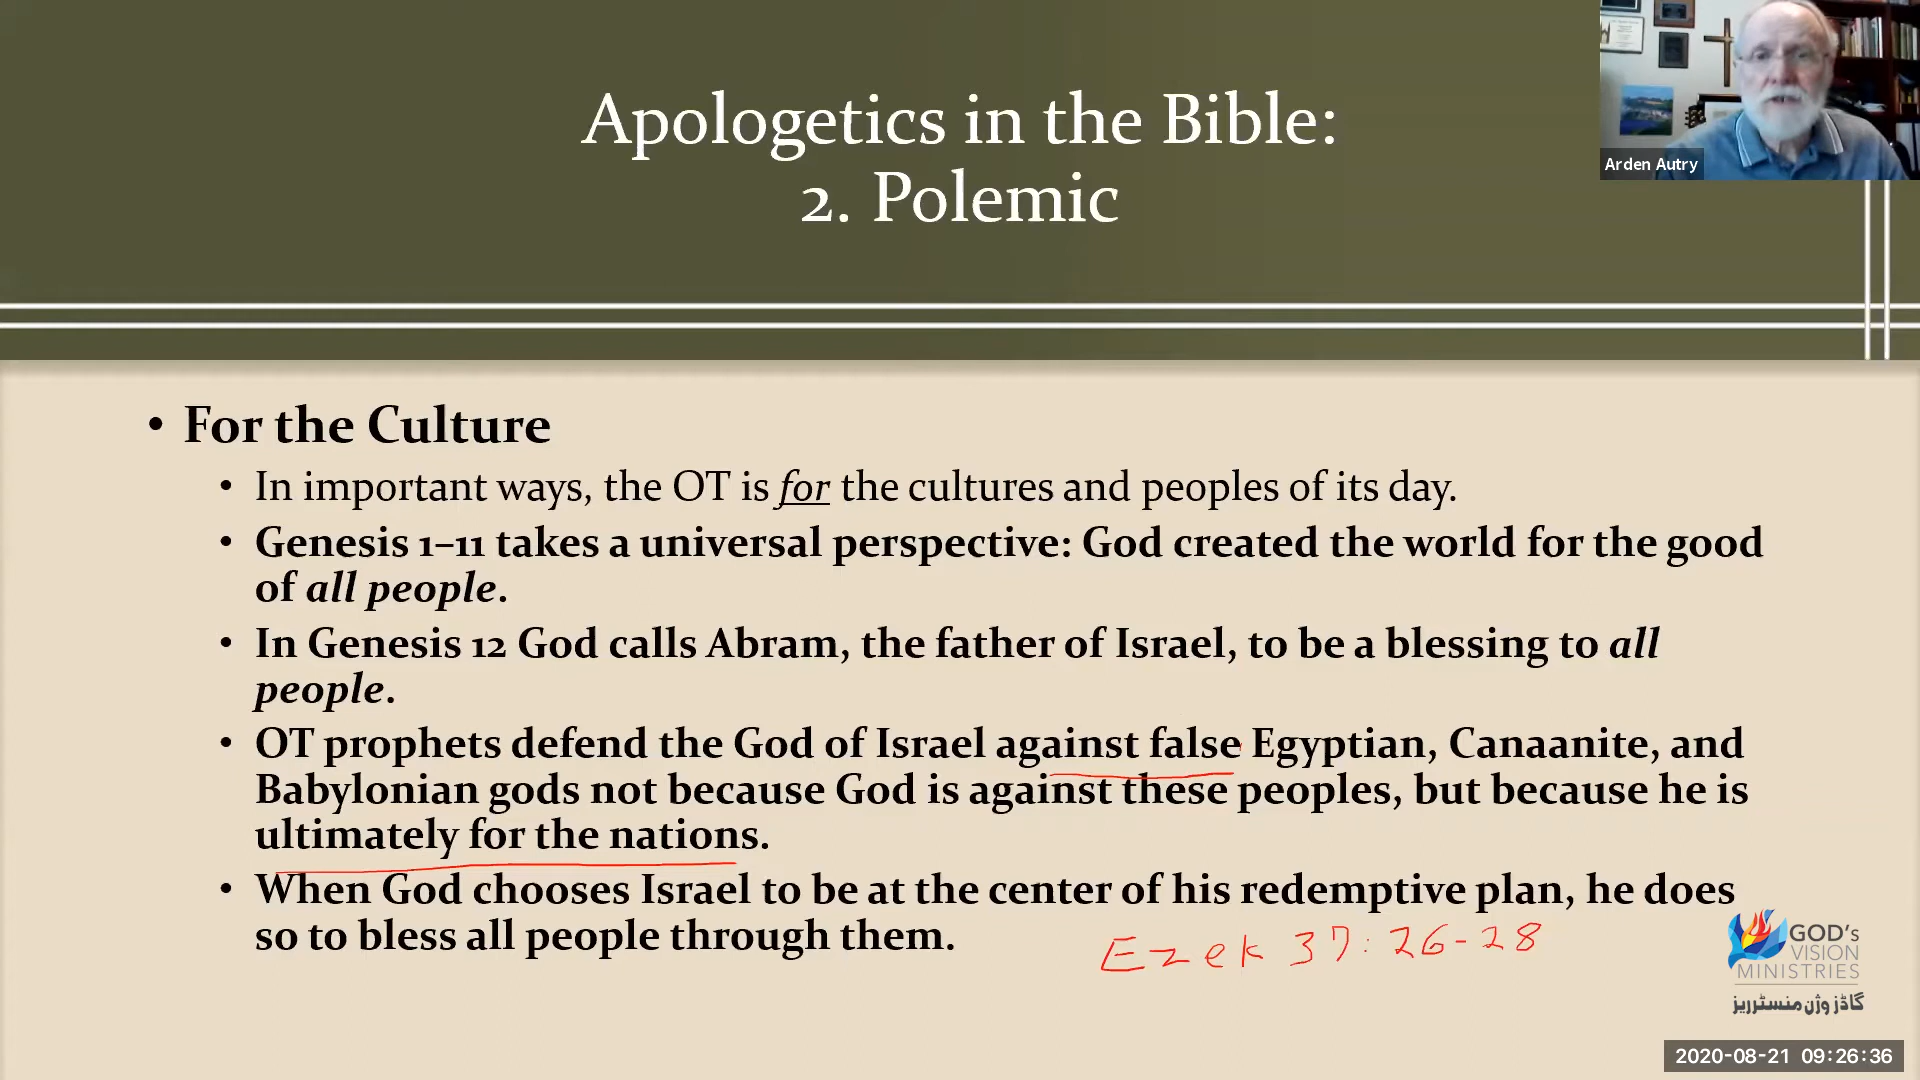 Apologetics in the Bible:
2. Polemic
Arden Autry
• For the Culture
• In important ways, the OT is for the cultures and peoples of its day.
• Genesis 1–11 takes a universal perspective: God created the world for the good
of all people.
• In Genesis 12 God calls Abram, the father of Israel, to be a blessing to all
people.
• OT prophets defend the God of Israel against false Egyptian, Canaanite, and
Babylonian gods not because God is against these peoples, but because he is
ultimately for the nations.
• When God chooses Israel to be at the center of his redemptive plan, he does
so to bless all people through them.
Ezek 37:26-28
GOD's
VISION
MINISTRIES
گاڈز وژن منسٹریز
2020-08-21 09:26:36